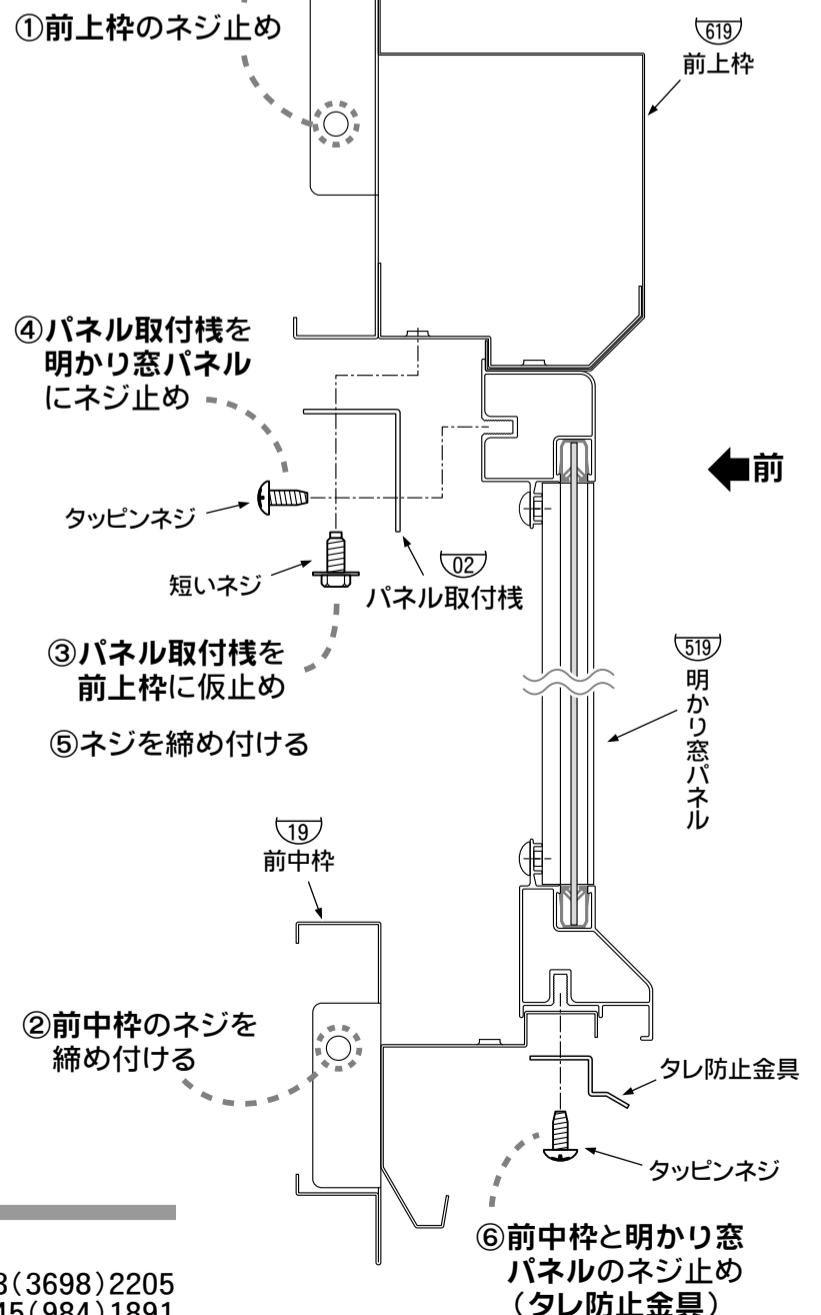 ①前上枠のネジ止め
619
前上枠
④パネル取付桟を
明かり窓パネル
にネジ止め
前
タッピンネジ
短いネジ
02
パネル取付桟
③パネル取付桟を
前上枠に仮止め
519
明かり窓パネル
⑤ネジを締め付ける
19
前中枠
②前中枠のネジを
締め付ける
タレ防止金具
タッピンネジ
⑥前中枠と明かり窓
パネルのネジ止め
(タレ防止金具)
(3698)2205
45(984)1891